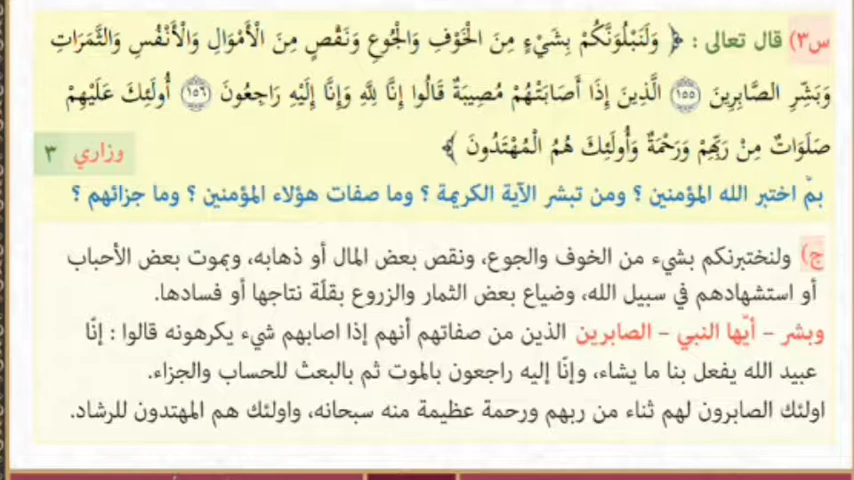 س٣) قال تعالى : ﴿ وَلَنَبْلُوَنَّكُمْ بِشَيْءٍ مِنَ الْخَوْفِ وَالْجُوعِ وَنَقْصٍ مِنَ الْأَمْوَالِ وَالْأَنْفُسِ وَالثَّمَرَاتِ
وَبَشِّرِ الصَّابِرِينَ ١٥٥ الَّذِينَ إِذَا أَصَابَتْهُمْ مُصِيبَةٌ قَالُوا إِنَّا لِلَّهِ وَإِنَّا إِلَيْهِ رَاجِعُونَ ١٥٦ أُولَئِكَ عَلَيْهِمْ
صَلَوَاتٌ مِنْ رَبِّهِمْ وَرَحْمَةٌ وَأُولَئِكَ هُمُ الْمُهْتَدُونَ ﴾
وزاري ٣
بمّ اختبر الله المؤمنين ؟ ومن تبشر الآية الكريمة ؟ وما صفات هؤلاء المؤمنين ؟ وما جزائهم ؟
ج) ولنختبرنكم بشيء من الخوف والجوع، ونقص بعض المال أو ذهابه، وبموت بعض الأحباب
أو استشهادهم في سبيل الله، وضياع بعض الثمار والزروع بقلّة نتاجها أو فسادها.
وبشر – أيّها النبي – الصابرين الذين من صفاتهم أنهم إذا اصابهم شيء يكرهونه قالوا : إنّا
عبيد الله يفعل بنا ما يشاء، وإنّا إليه راجعون بالموت ثم بالبعث للحساب والجزاء.
اولئك الصابرون لهم ثناء من ربهم ورحمة عظيمة منه سبحانه، واولئك هم المهتدون للرشاد.